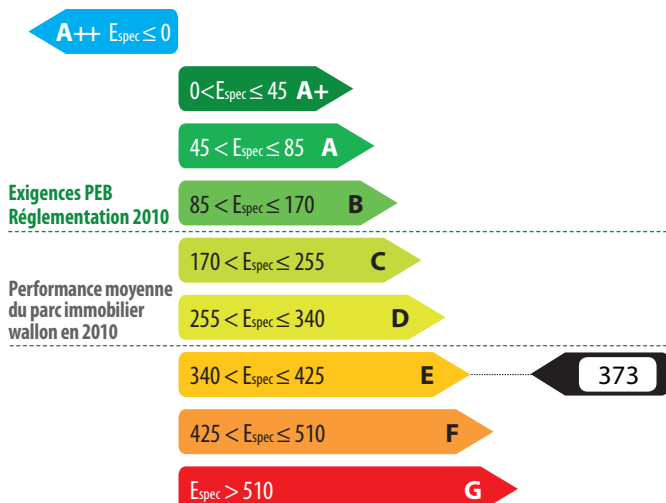 A++ Espec ≤ 0
0<Espec ≤ 45 A+
45 < Espec ≤ 85 A
Exigences PEB
Réglementation 2010
85 < Espec ≤ 170 B
170 < Espec ≤ 255 C
Performance moyenne
du parc immobilier
wallon en 2010
255 < Espec ≤ 340 D
340 < Espec ≤ 425 E
373
425 < Espec ≤ 510 F
Espec > 510 G